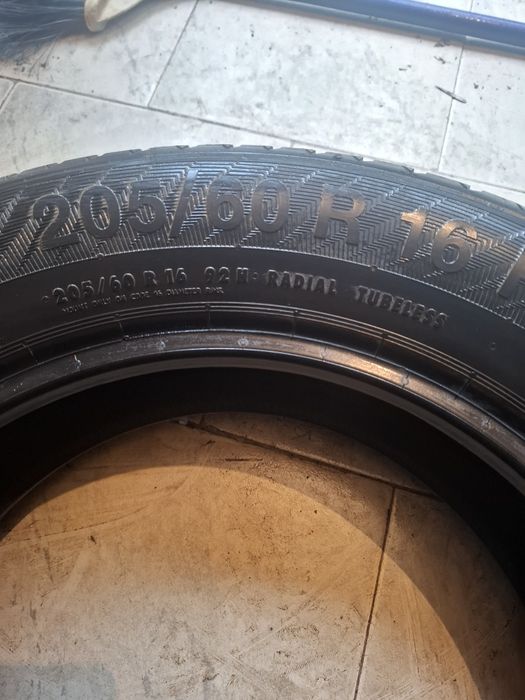 205/60 R 16
205/60 R 16 92 H · RADIAL TUBELESS